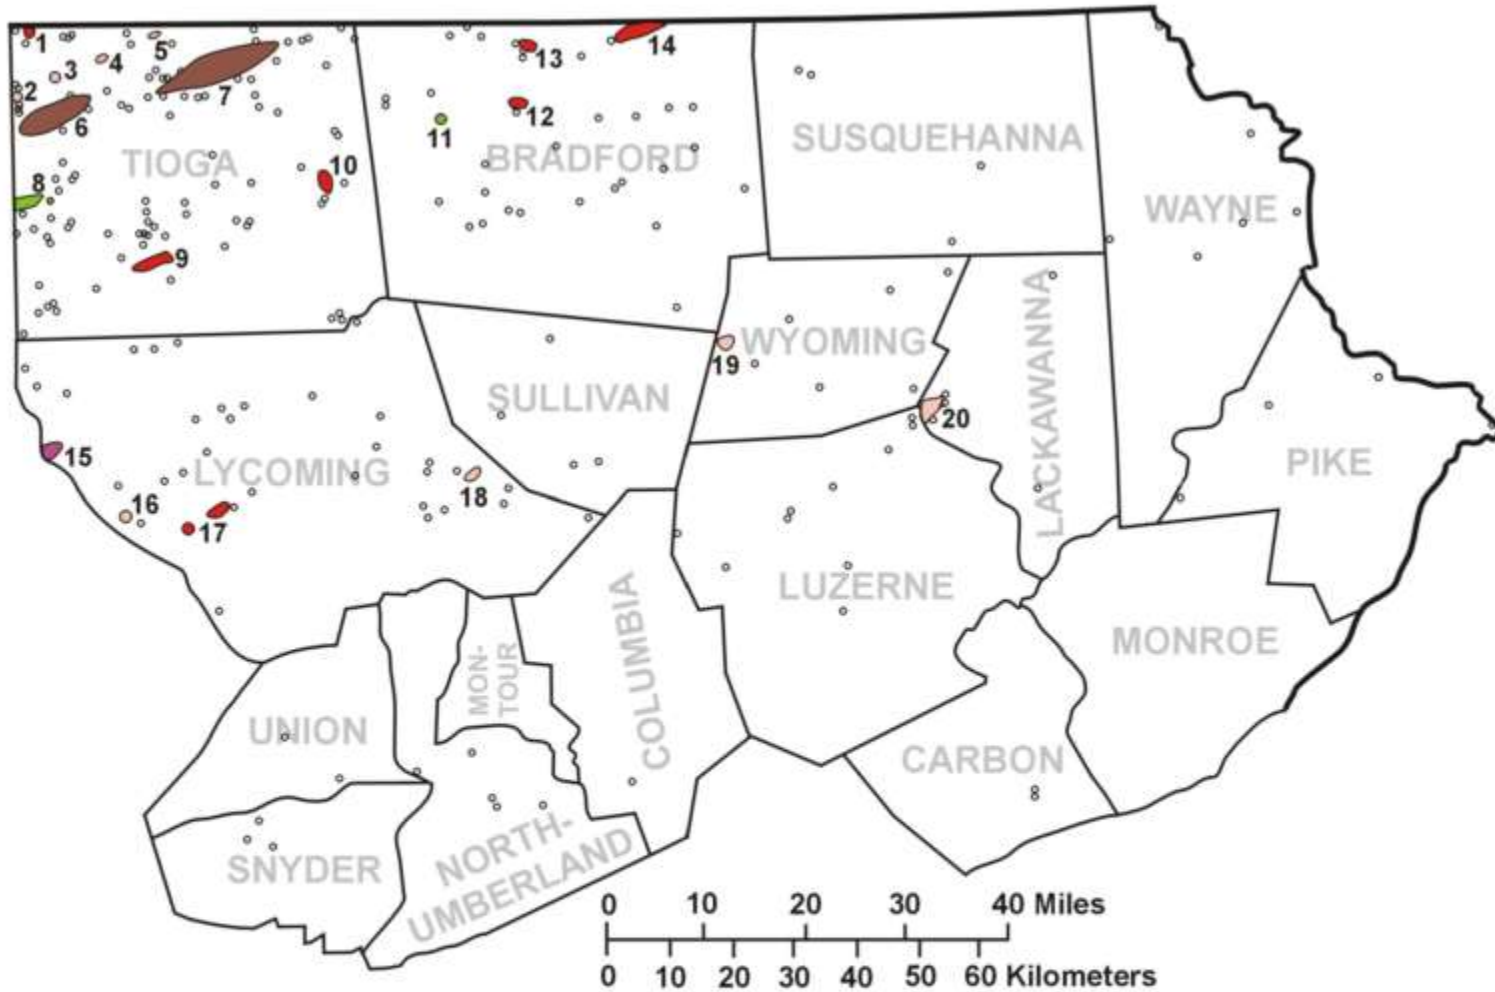 1
2
3
4
5
6
7
8
9
10
11
12
13
14
TIOGA
BRADFORD
SUSQUEHANNA
WAYNE
WYOMING
LACKAWANNA
SULLIVAN
19
20
15
16
17
18
LYCOMING
PIKE
LUZERNE
MONROE
COLUMBIA
MON-
TOUR
UNION
CARBON
SNYDER
NORTH-
UMBERLAND
0 10 20 30 40 Miles
0 10 20 30 40 50 60 Kilometers